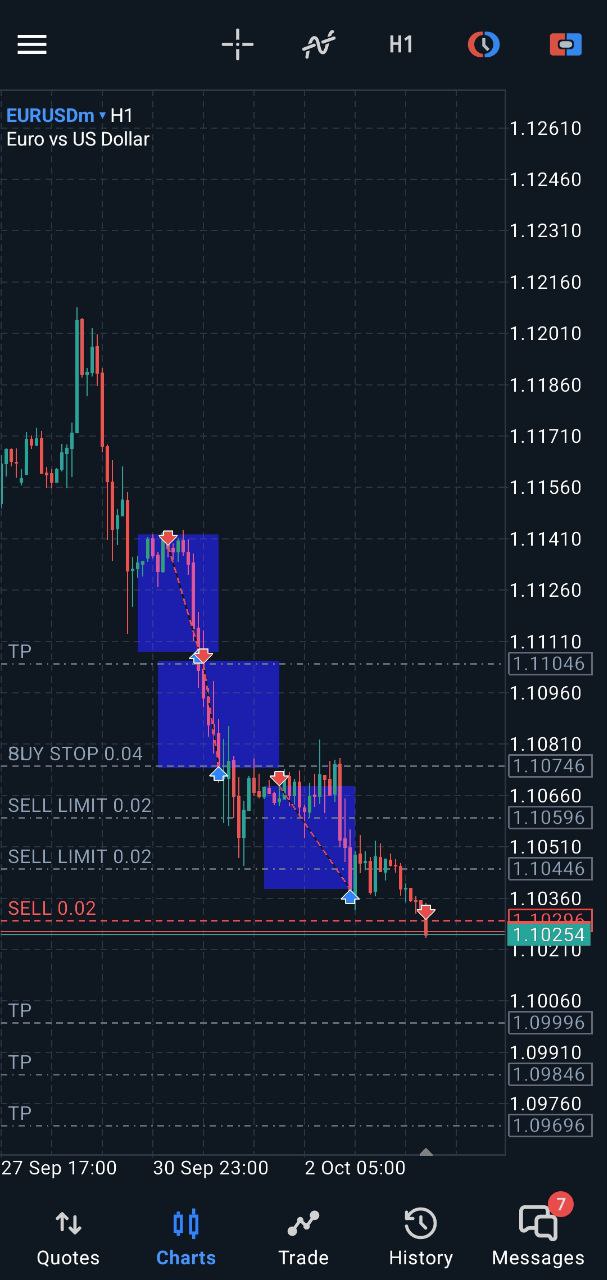 H1
EURUSDm ▾ H1
Euro vs US Dollar
1.12610
1.12460
1.12310
1.12160
1.12010
1.11860
1.11710
1.11560
1.11410
1.11260
1.11110
TP
1.11046
1.10960
1.10810
BUY STOP 0.04
1.10746
1.10660
SELL LIMIT 0.02
1.10596
1.10510
SELL LIMIT 0.02
1.10446
1.10360
SELL 0.02
1.10296
1.10254
1.10210
1.10060
TP
1.09996
1.09910
TP
1.09846
1.09760
TP
1.09696
27 Sep 17:00 30 Sep 23:00 2 Oct 05:00
7
Quotes Charts Trade History Messages